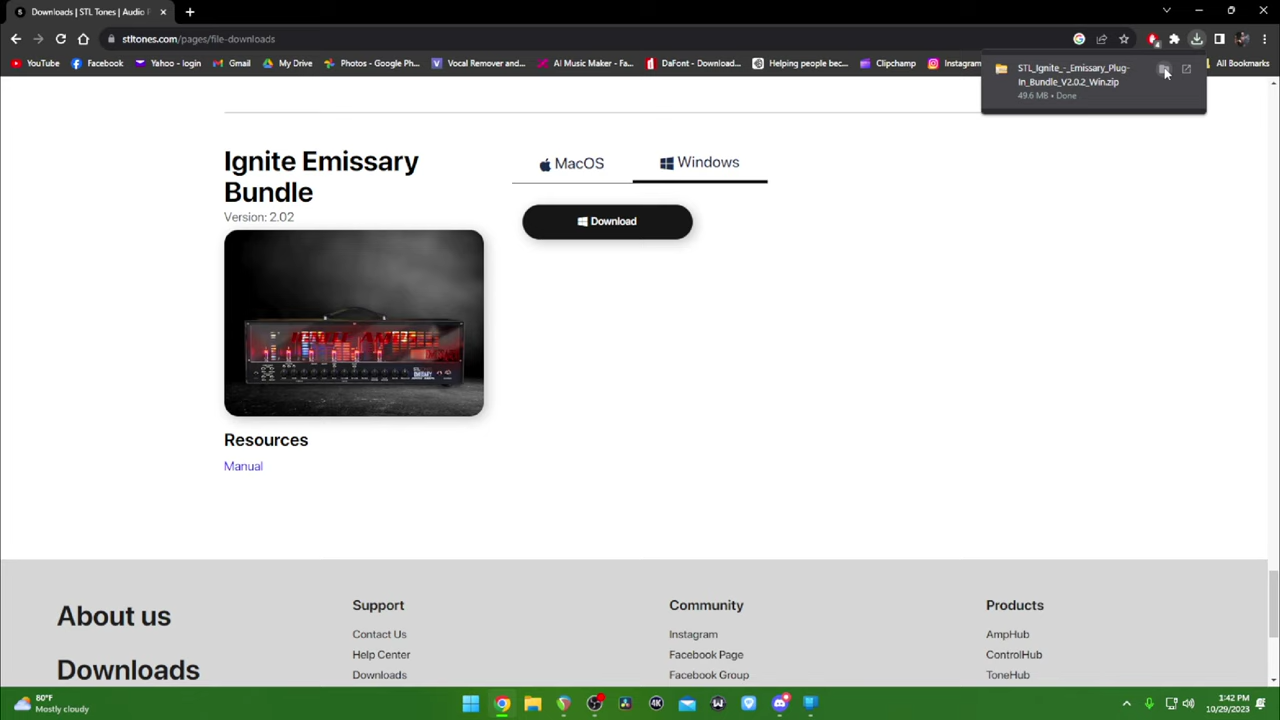 Downloads | STL Tones | Audio P
stltones.com/pages/file-downloads
YouTube
Facebook
Yahoo - login
Gmail
My Drive
Photos - Google Ph...
Vocal Remover and...
AI Music Maker - Fa...
DaFont - Download...
Helping people bec...
Clipchamp
Instagram
All Bookmarks
STL_Ignite_-_Emissary_Plug-
In_Bundle_V2.0.2_Win.zip
49.6 MB • Done
Ignite Emissary
Bundle
Version: 2.02
MacOS
Windows
Download
Resources
Manual
About us
Downloads
Support
Contact Us
Help Center
Downloads
Community
Instagram
Facebook Page
Facebook Group
Products
AmpHub
ControlHub
ToneHub
80°F
Mostly cloudy
4K
1:42 PM
10/29/2023